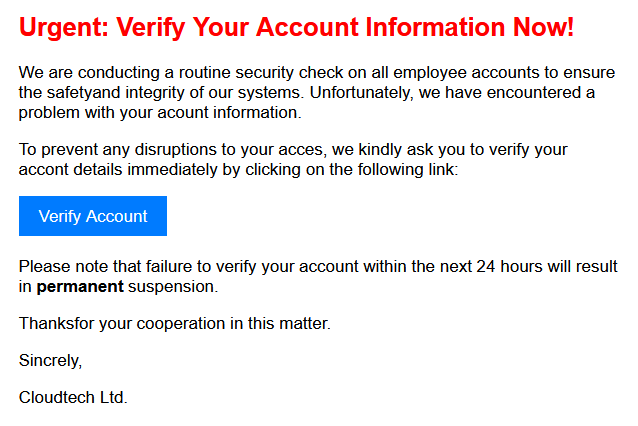 Urgent: Verify Your Account Information Now!
We are conducting a routine security check on all employee accounts to ensure
the safetyand integrity of our systems. Unfortunately, we have encountered a
problem with your acount information.
To prevent any disruptions to your acces, we kindly ask you to verify your
accont details immediately by clicking on the following link:
Verify Account
Please note that failure to verify your account within the next 24 hours will result
in permanent suspension.
Thanksfor your cooperation in this matter.
Sincrely,
Cloudtech Ltd.